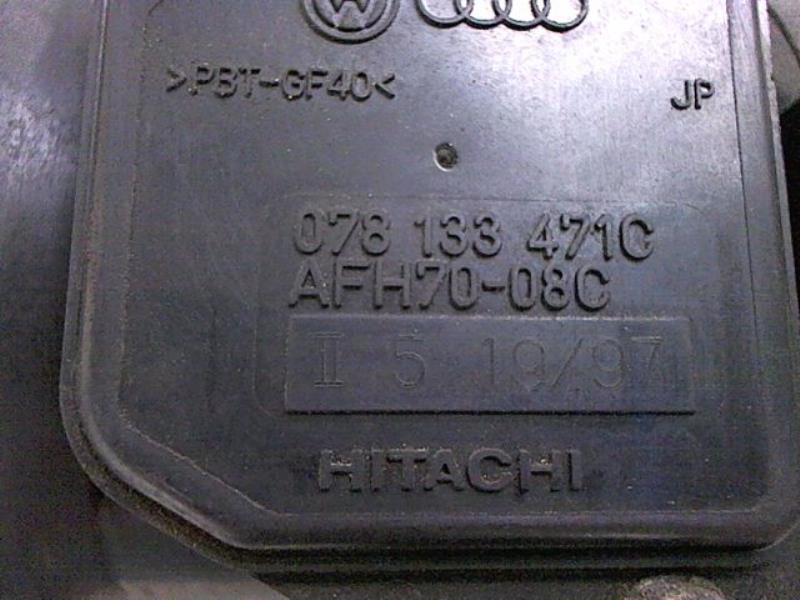 >PBT-GF40<
JP
078 133 471C
AFH70-08C
I 5 19/97
HITACHI